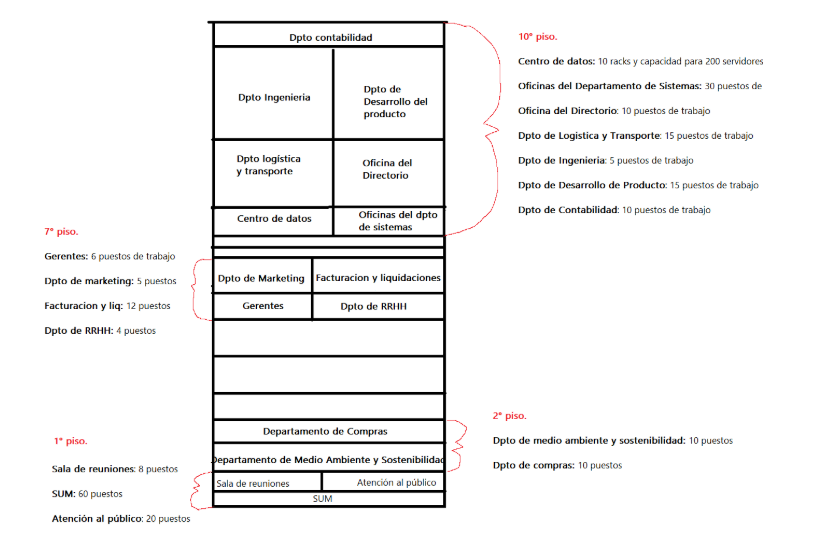 Dpto contabilidad
Dpto Ingenieria
Dpto de
Desarrollo del
producto
Dpto logística
y transporte
Oficina del
Directorio
Centro de datos
Oficinas del dpto
de sistemas
Dpto de Marketing
Facturacion y liquidaciones
Gerentes
Dpto de RRHH
Departamento de Compras
Departamento de Medio Ambiente y Sostenibilidad
Sala de reuniones
Atención al público
SUM
10° piso.
Centro de datos: 10 racks y capacidad para 200 servidores
Oficinas del Departamento de Sistemas: 30 puestos de
Oficina del Directorio: 10 puestos de trabajo
Dpto de Logistica y Transporte: 15 puestos de trabajo
Dpto de Ingenieria: 5 puestos de trabajo
Dpto de Desarrollo de Producto: 15 puestos de trabajo
Dpto de Contabilidad: 10 puestos de trabajo
7° piso.
Gerentes: 6 puestos de trabajo
Dpto de marketing: 5 puestos
Facturacion y liq: 12 puestos
Dpto de RRHH: 4 puestos
2° piso.
Dpto de medio ambiente y sostenibilidad: 10 puestos
Dpto de compras: 10 puestos
1° piso.
Sala de reuniones: 8 puestos
SUM: 60 puestos
Atención al público: 20 puestos